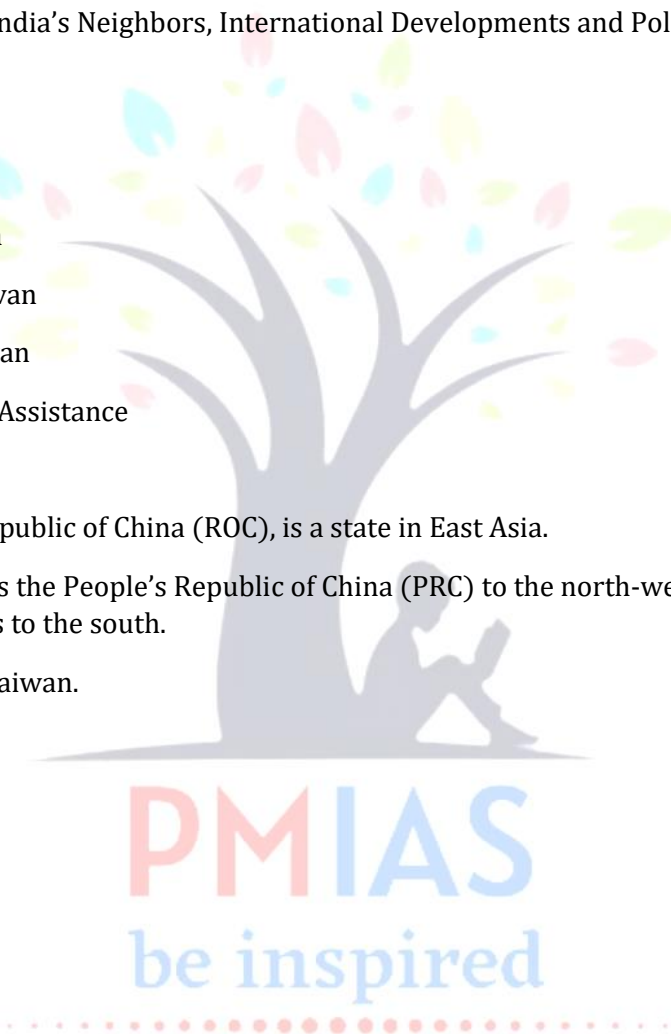 ndia’s Neighbors, International Developments and Pol
n
van
an
Assistance
public of China (ROC), is a state in East Asia.
s the People’s Republic of China (PRC) to the north-we
s to the south.
aiwan.
PMIAS
be inspired